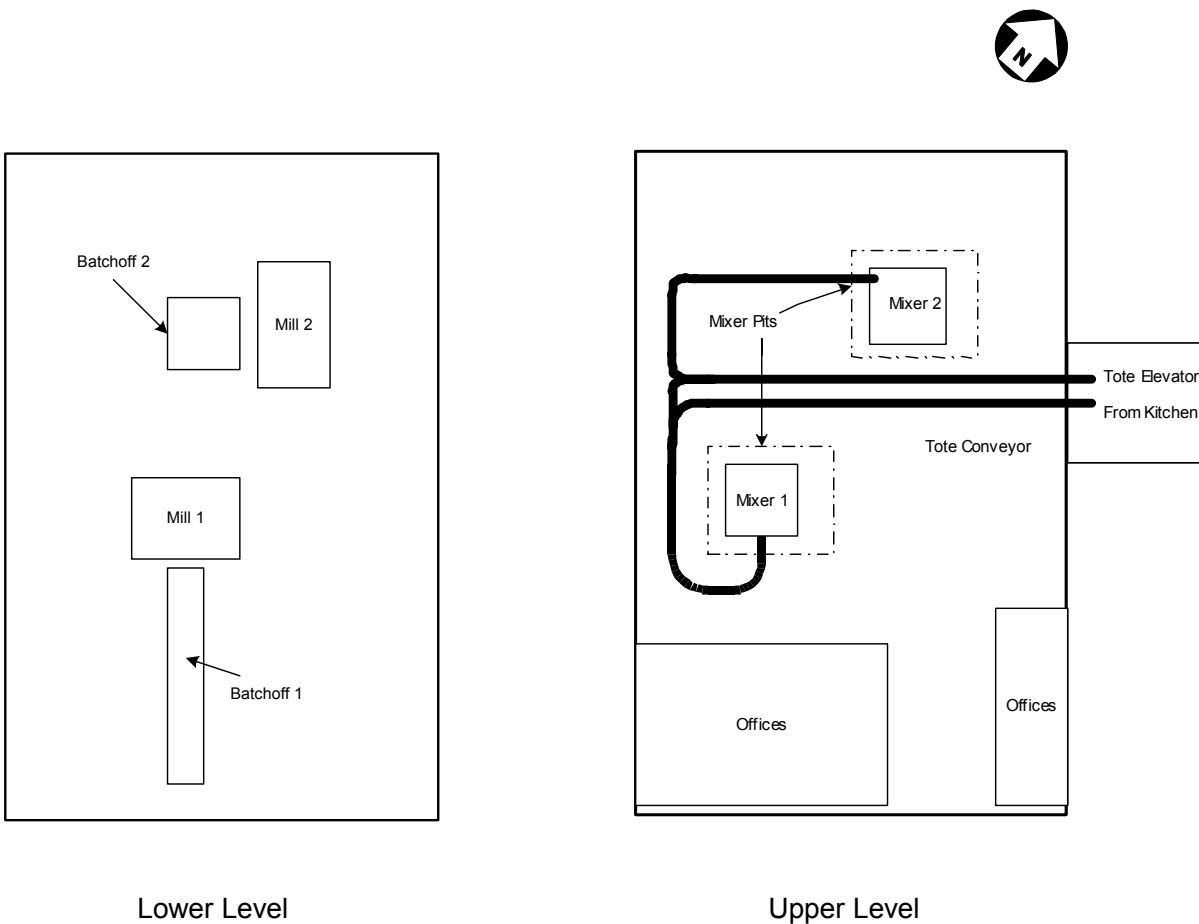 N
Batchoff 2
Mill 2
Mill 1
Batchoff 1
Lower Level
Mixer 2
Mixer Pits
Tote Elevator
From Kitchen
Tote Conveyor
Mixer 1
Offices
Offices
Upper Level